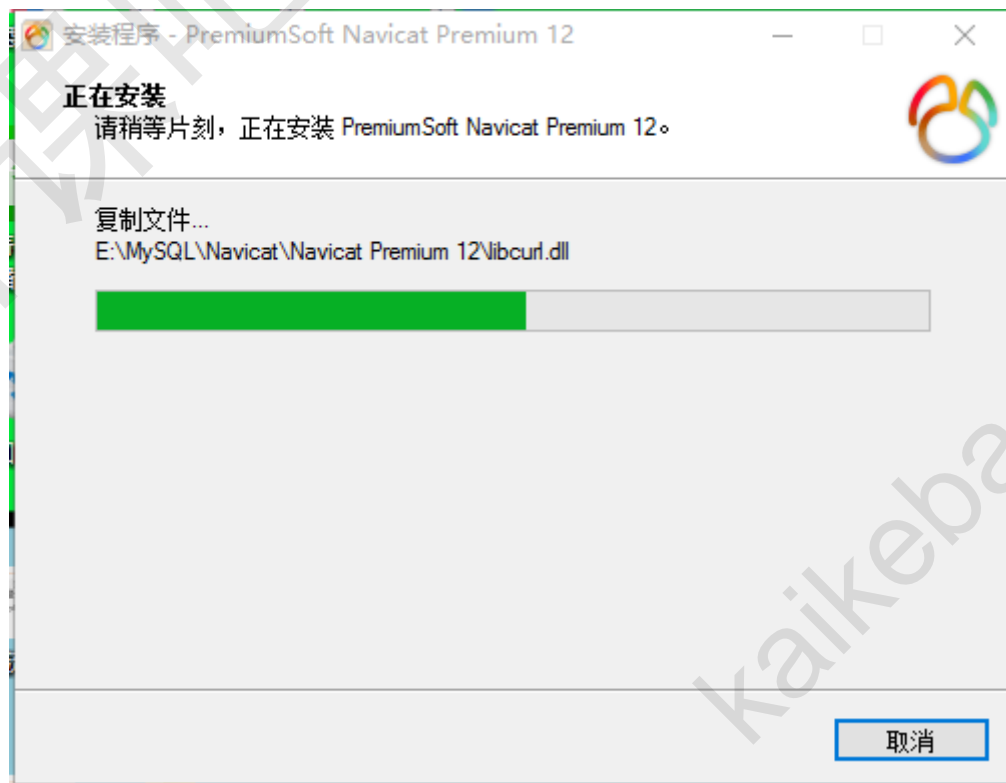 安装程序 - PremiumSoft Navicat Premium 12
正在安装
请稍等片刻，正在安装 PremiumSoft Navicat Premium 12。
复制文件...
E:\MySQL\Navicat\Navicat Premium 12\libcurl.dll
kaikeba
取消